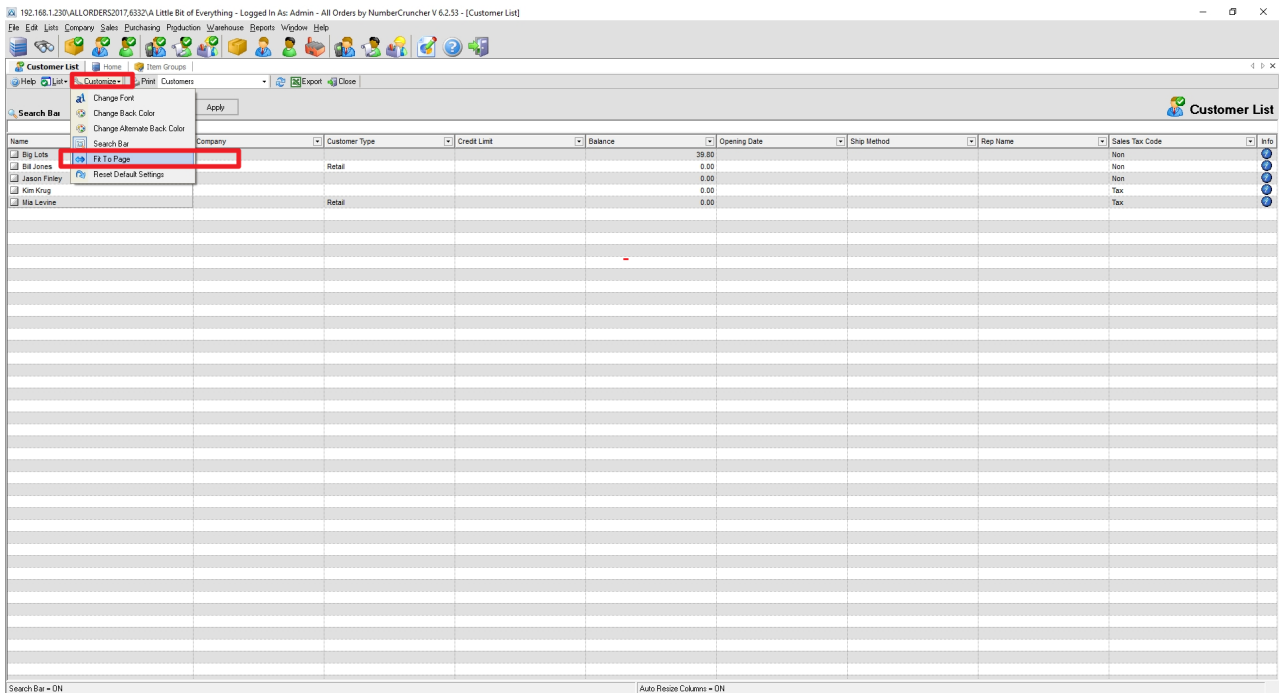 192.168.1.230\ALLORDERS2017,6332\A Little Bit of Everything - Logged In As: Admin - All Orders by NumberCruncher V 6.2.53 - [Customer List]
File Edit Lists Company Sales Purchasing Production Warehouse Reports Window Help
Customer List Home Item Groups
Help List Customize Print Customers Export Close
Change Font
Search Bar Change Back Color Apply Customer List
Change Alternate Back Color
Name Search Bar Company Customer Type Credit Limit Balance Opening Date Ship Method Rep Name Sales Tax Code Info
Big Lots Fit To Page 39.80 Non
Bill Jones Retail 0.00 Non
Jason Finley Reset Default Settings 0.00 Non
Kim Krug 0.00 Tax
Mia Levine Retail 0.00 Tax
Search Bar = ON Auto Resize Columns = ON